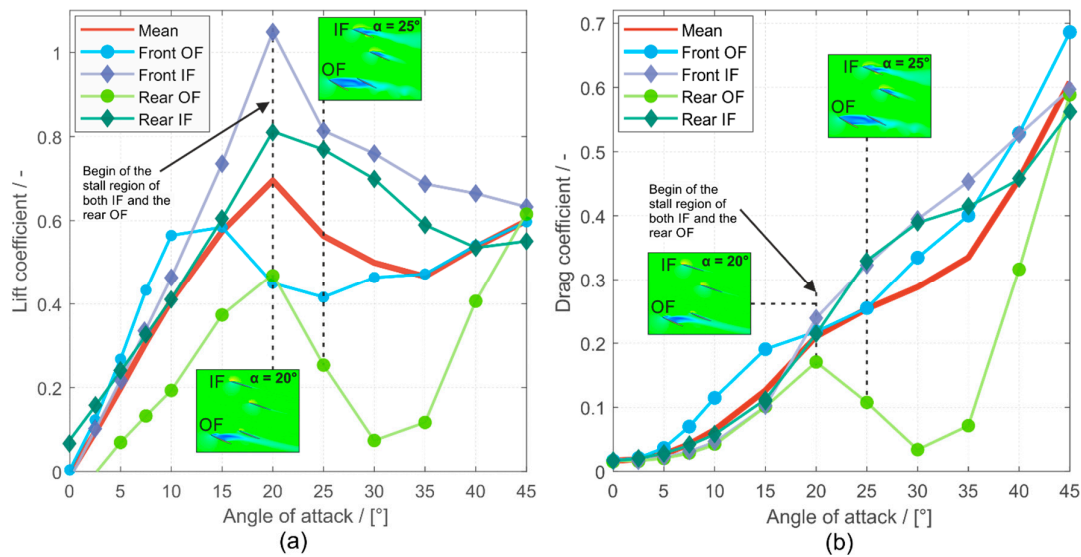 Mean
Front OF
Front IF
Rear OF
Rear IF
IF α = 25°
OF
Begin of the
stall region of
both IF and the
rear OF
IF α = 20°
OF
Lift coefficient / -
1
0.8
0.6
0.4
0.2
0
0 5 10 15 20 25 30 35 40 45
Angle of attack / [°]
(a)
Mean
Front OF
Front IF
Rear OF
Rear IF
IF α = 25°
OF
Begin of the
stall region of
both IF and the
rear OF
IF α = 20°
OF
Drag coefficient / -
0.7
0.6
0.5
0.4
0.3
0.2
0.1
0
0 5 10 15 20 25 30 35 40 45
Angle of attack / [°]
(b)